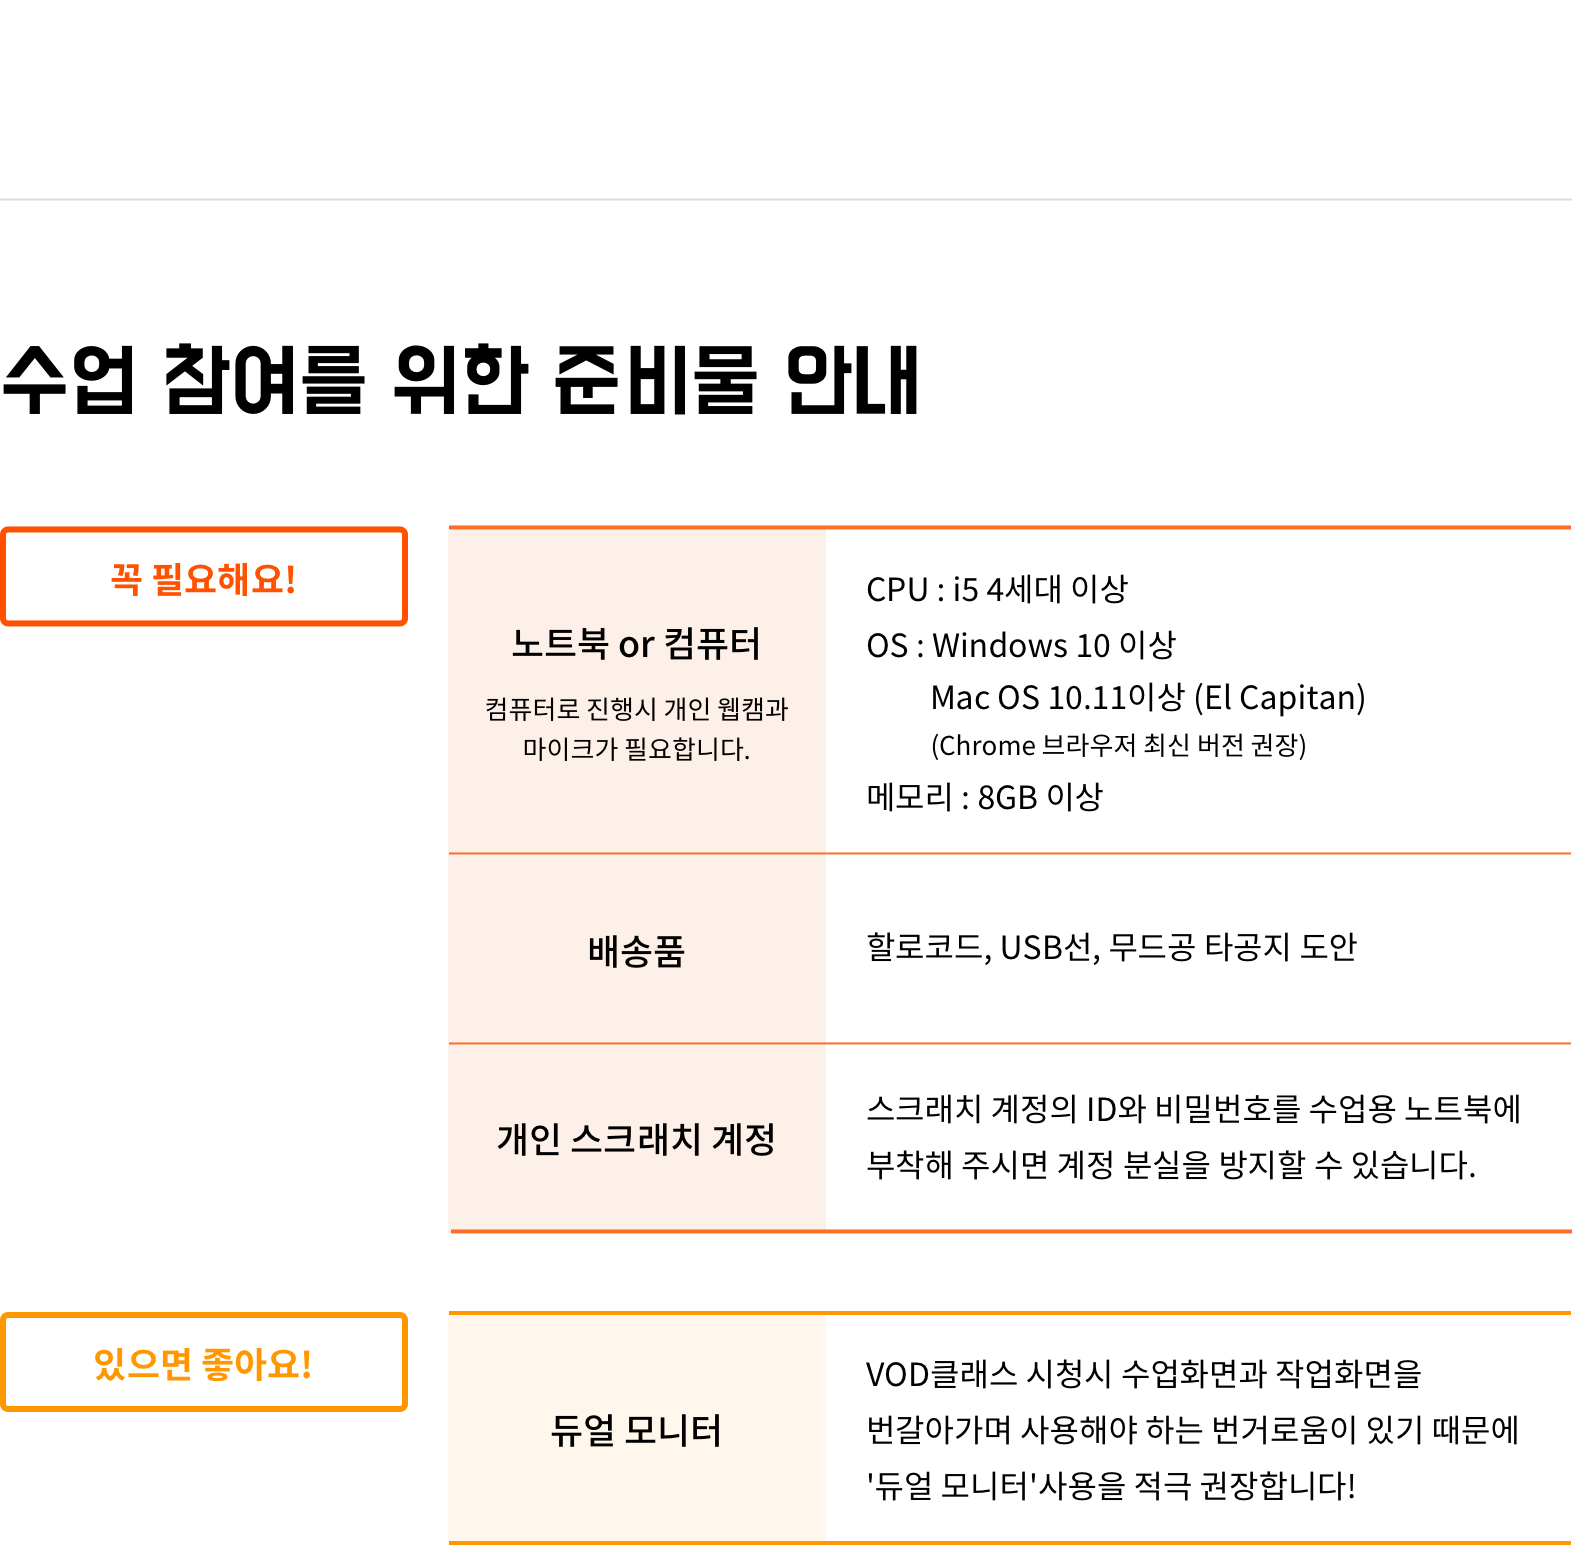 수업 참여를 위한 준비물 안내
꼭 필요해요!
노트북 or 컴퓨터
컴퓨터로 진행시 개인 웹캠과
마이크가 필요합니다.
CPU : i5 4세대 이상
OS : Windows 10 이상
Mac OS 10.11이상 (El Capitan)
(Chrome 브라우저 최신 버전 권장)
메모리 : 8GB 이상
배송품
할로코드, USB선, 무드공 타공지 도안
개인 스크래치 계정
스크래치 계정의 ID와 비밀번호를 수업용 노트북에
부착해 주시면 계정 분실을 방지할 수 있습니다.
있으면 좋아요!
듀얼 모니터
VOD클래스 시청시 수업화면과 작업화면을
번갈아가며 사용해야 하는 번거로움이 있기 때문에
'듀얼 모니터'사용을 적극 권장합니다!